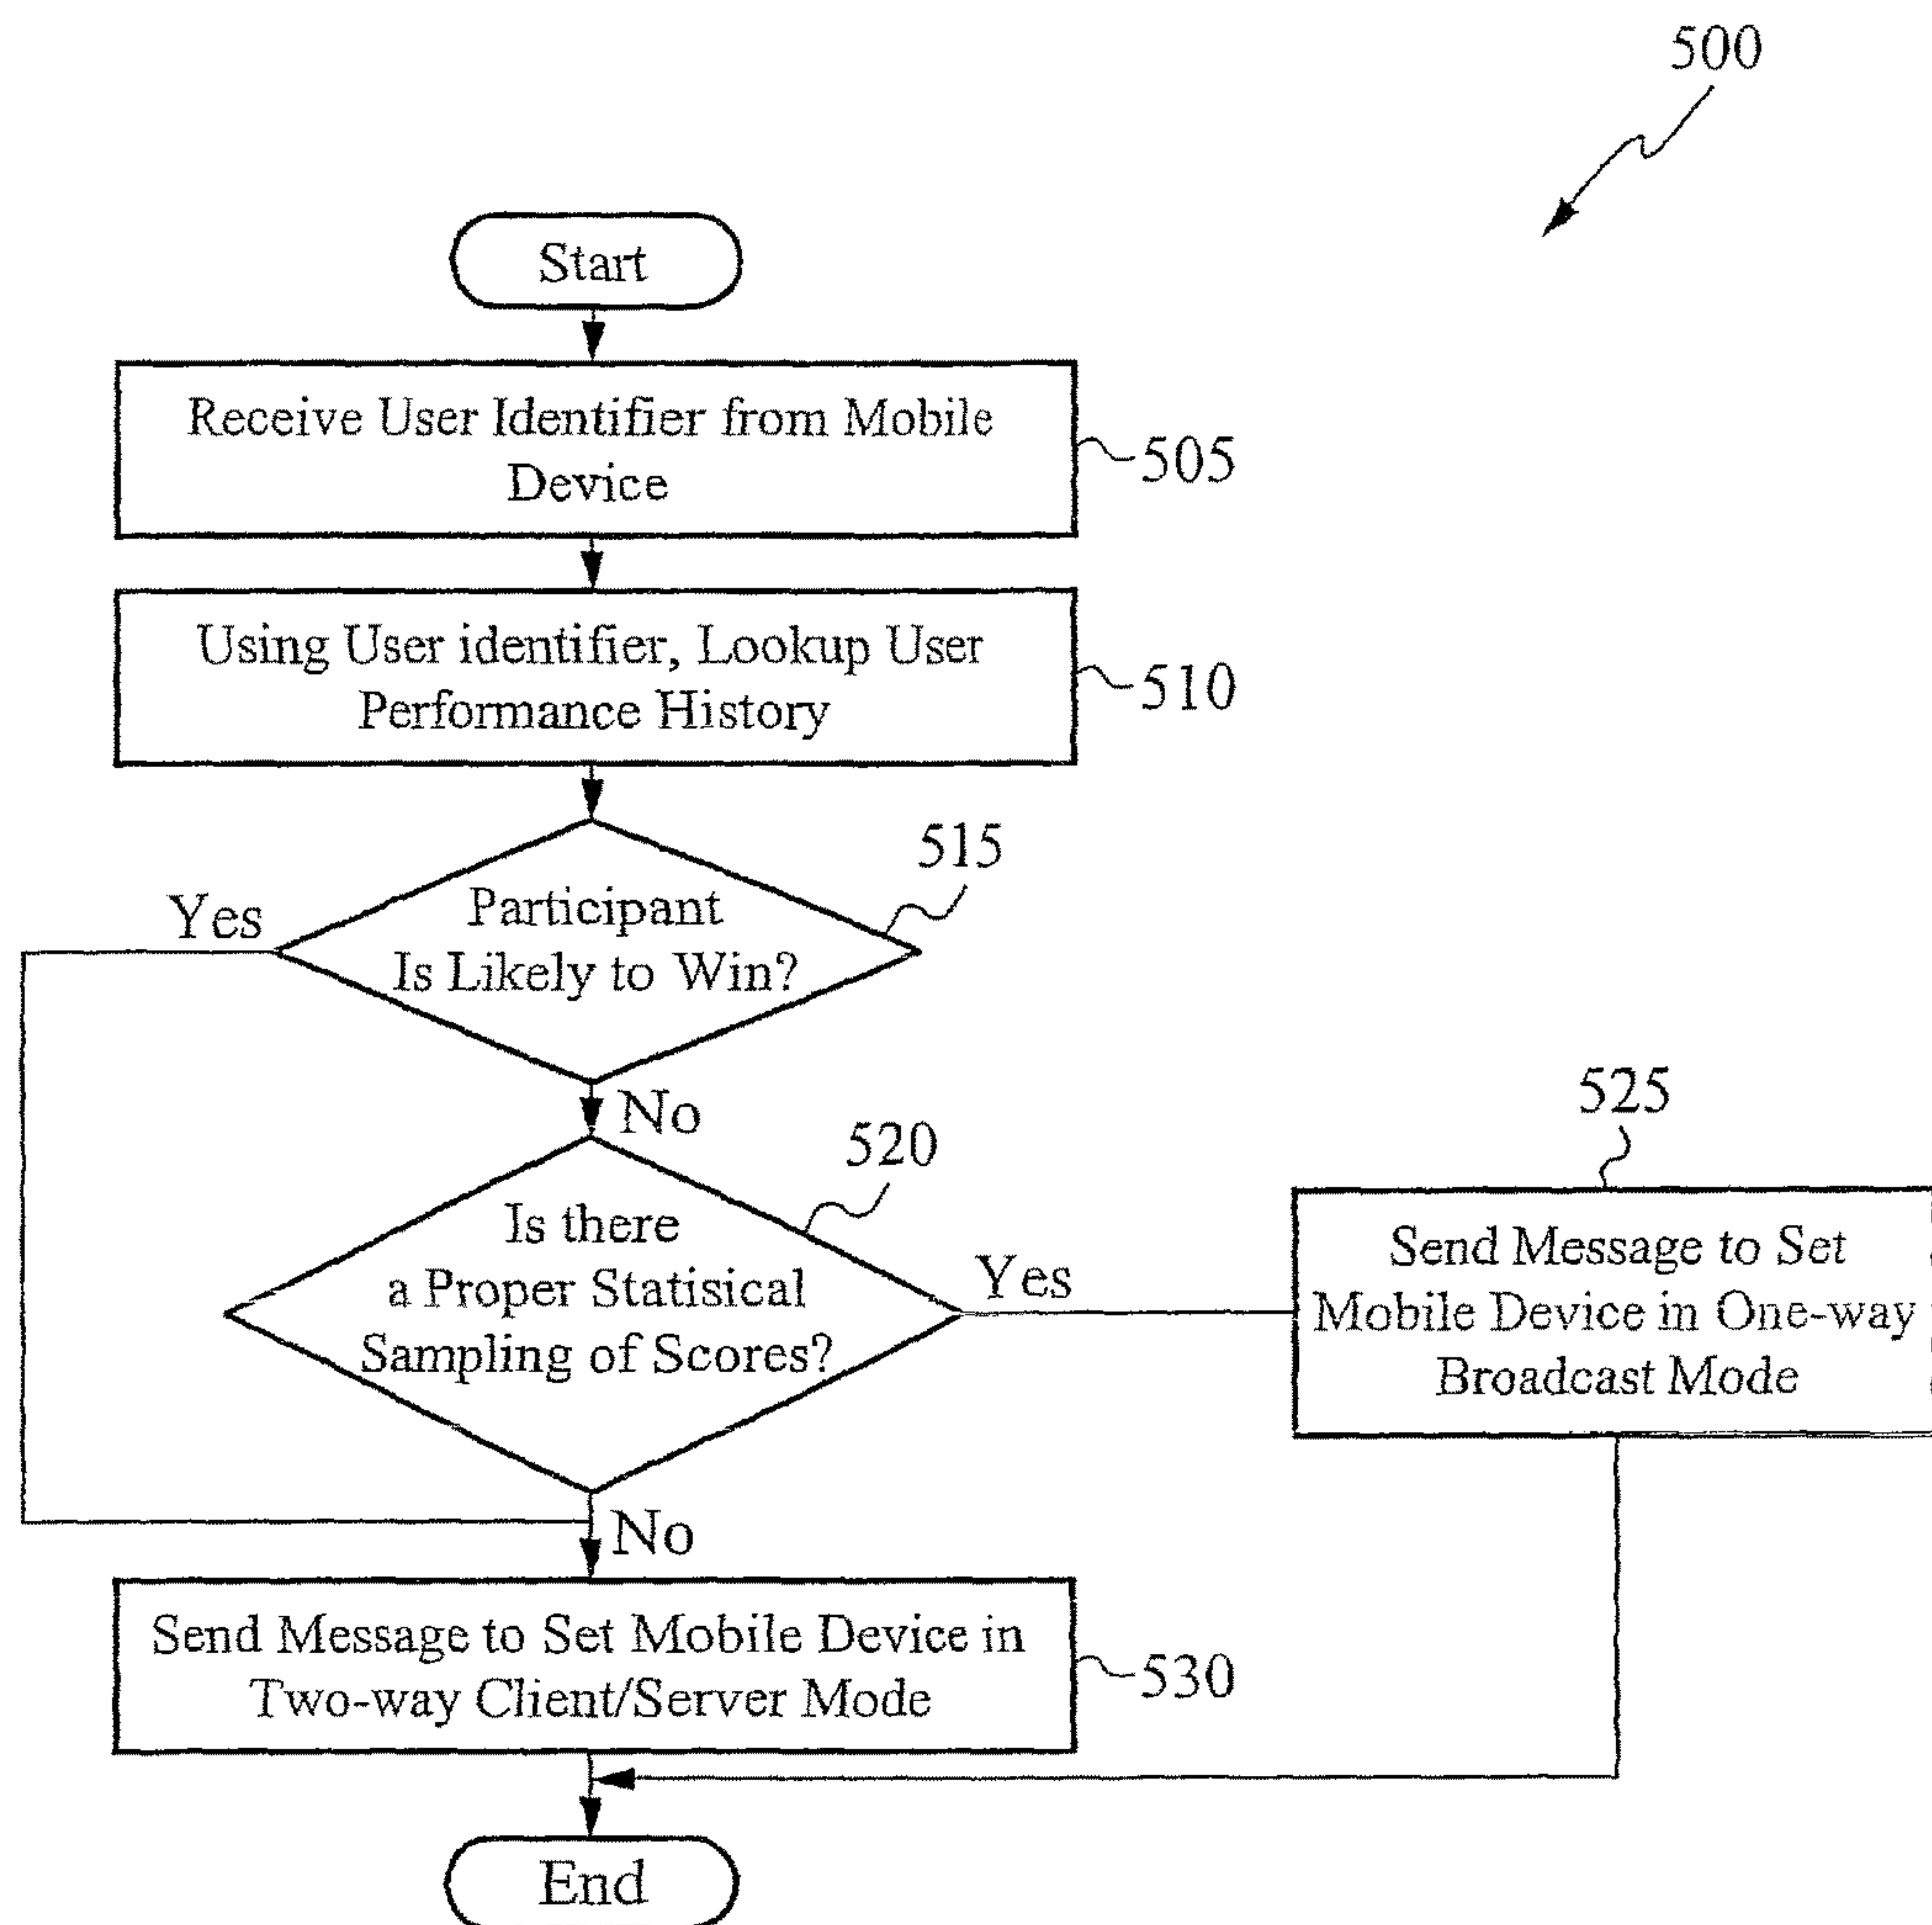 500
Start
Receive User Identifier from Mobile
Device
505
Using User identifier, Lookup User
Performance History
510
515
Yes
Participant
Is Likely to Win?
No
520
Is there
a Proper Statisical
Sampling of Scores?
Yes
525
Send Message to Set
Mobile Device in One-way
Broadcast Mode
No
Send Message to Set Mobile Device in
Two-way Client/Server Mode
530
End